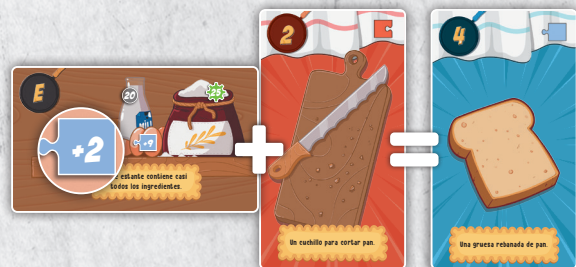 E
20
25
+9
+2
estante contiene casi
todos los ingredientes.
+
2
Un cuchillo para cortar pan.
=
4
Una gruesa rebanada de pan.